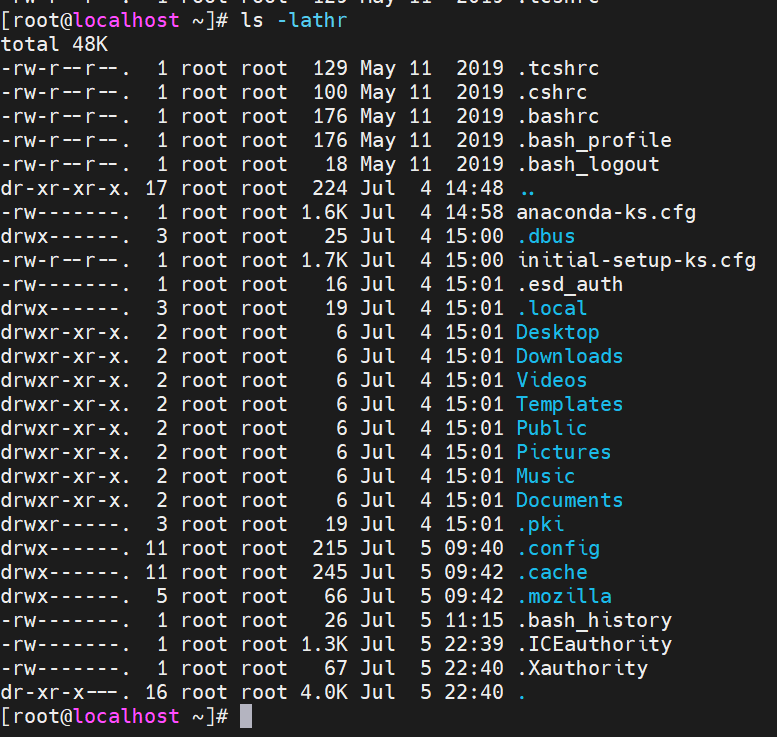 [root@localhost ~]# ls -lathr
total 48K
-rw-r--r--.  1 root root  129 May 11  2019 .tcshrc
-rw-r--r--.  1 root root  100 May 11  2019 .cshrc
-rw-r--r--.  1 root root  176 May 11  2019 .bashrc
-rw-r--r--.  1 root root  176 May 11  2019 .bash_profile
-rw-r--r--.  1 root root   18 May 11  2019 .bash_logout
dr-xr-xr-x. 17 root root  224 Jul  4 14:48 ..
-rw-------.  1 root root 1.6K Jul  4 14:58 anaconda-ks.cfg
drwx------.  3 root root   25 Jul  4 15:00 .dbus
-rw-r--r--.  1 root root 1.7K Jul  4 15:00 initial-setup-ks.cfg
-rw-------.  1 root root   16 Jul  4 15:01 .esd_auth
drwx------.  3 root root   19 Jul  4 15:01 .local
drwxr-xr-x.  2 root root    6 Jul  4 15:01 Desktop
drwxr-xr-x.  2 root root    6 Jul  4 15:01 Downloads
drwxr-xr-x.  2 root root    6 Jul  4 15:01 Videos
drwxr-xr-x.  2 root root    6 Jul  4 15:01 Templates
drwxr-xr-x.  2 root root    6 Jul  4 15:01 Public
drwxr-xr-x.  2 root root    6 Jul  4 15:01 Pictures
drwxr-xr-x.  2 root root    6 Jul  4 15:01 Music
drwxr-xr-x.  2 root root    6 Jul  4 15:01 Documents
drwxr-----.  3 root root   19 Jul  4 15:01 .pki
drwx------. 11 root root  215 Jul  5 09:40 .config
drwx------. 11 root root  245 Jul  5 09:42 .cache
drwx------.  5 root root   66 Jul  5 09:42 .mozilla
-rw-------.  1 root root   26 Jul  5 11:15 .bash_history
-rw-------.  1 root root 1.3K Jul  5 22:39 .ICEauthority
-rw-------.  1 root root   67 Jul  5 22:40 .Xauthority
dr-xr-x---. 16 root root 4.0K Jul  5 22:40 .
[root@localhost ~]#